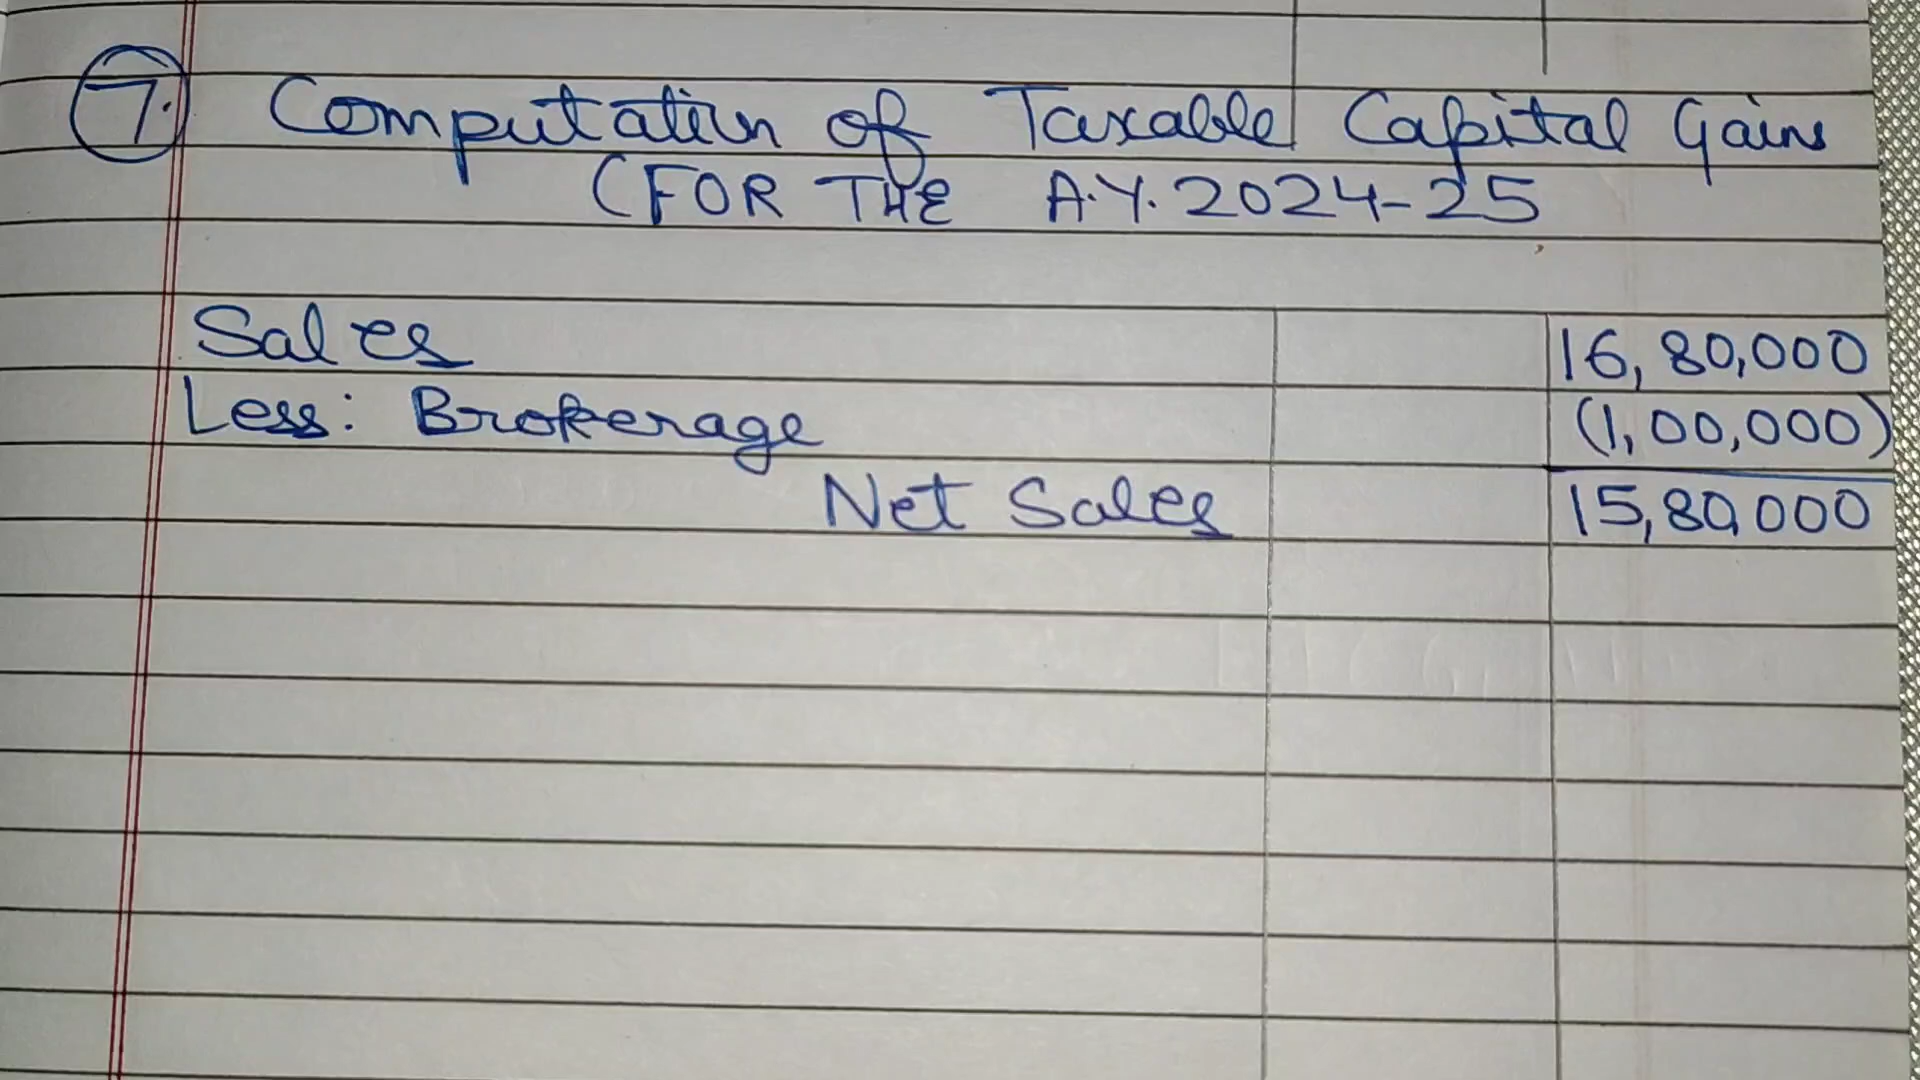 7. Computation of Taxable Capital Gains
(FOR THE A.Y. 2024-25
Sales 16,80,000
Less: Brokerage (1,00,000)
Net Sales 15,80,000